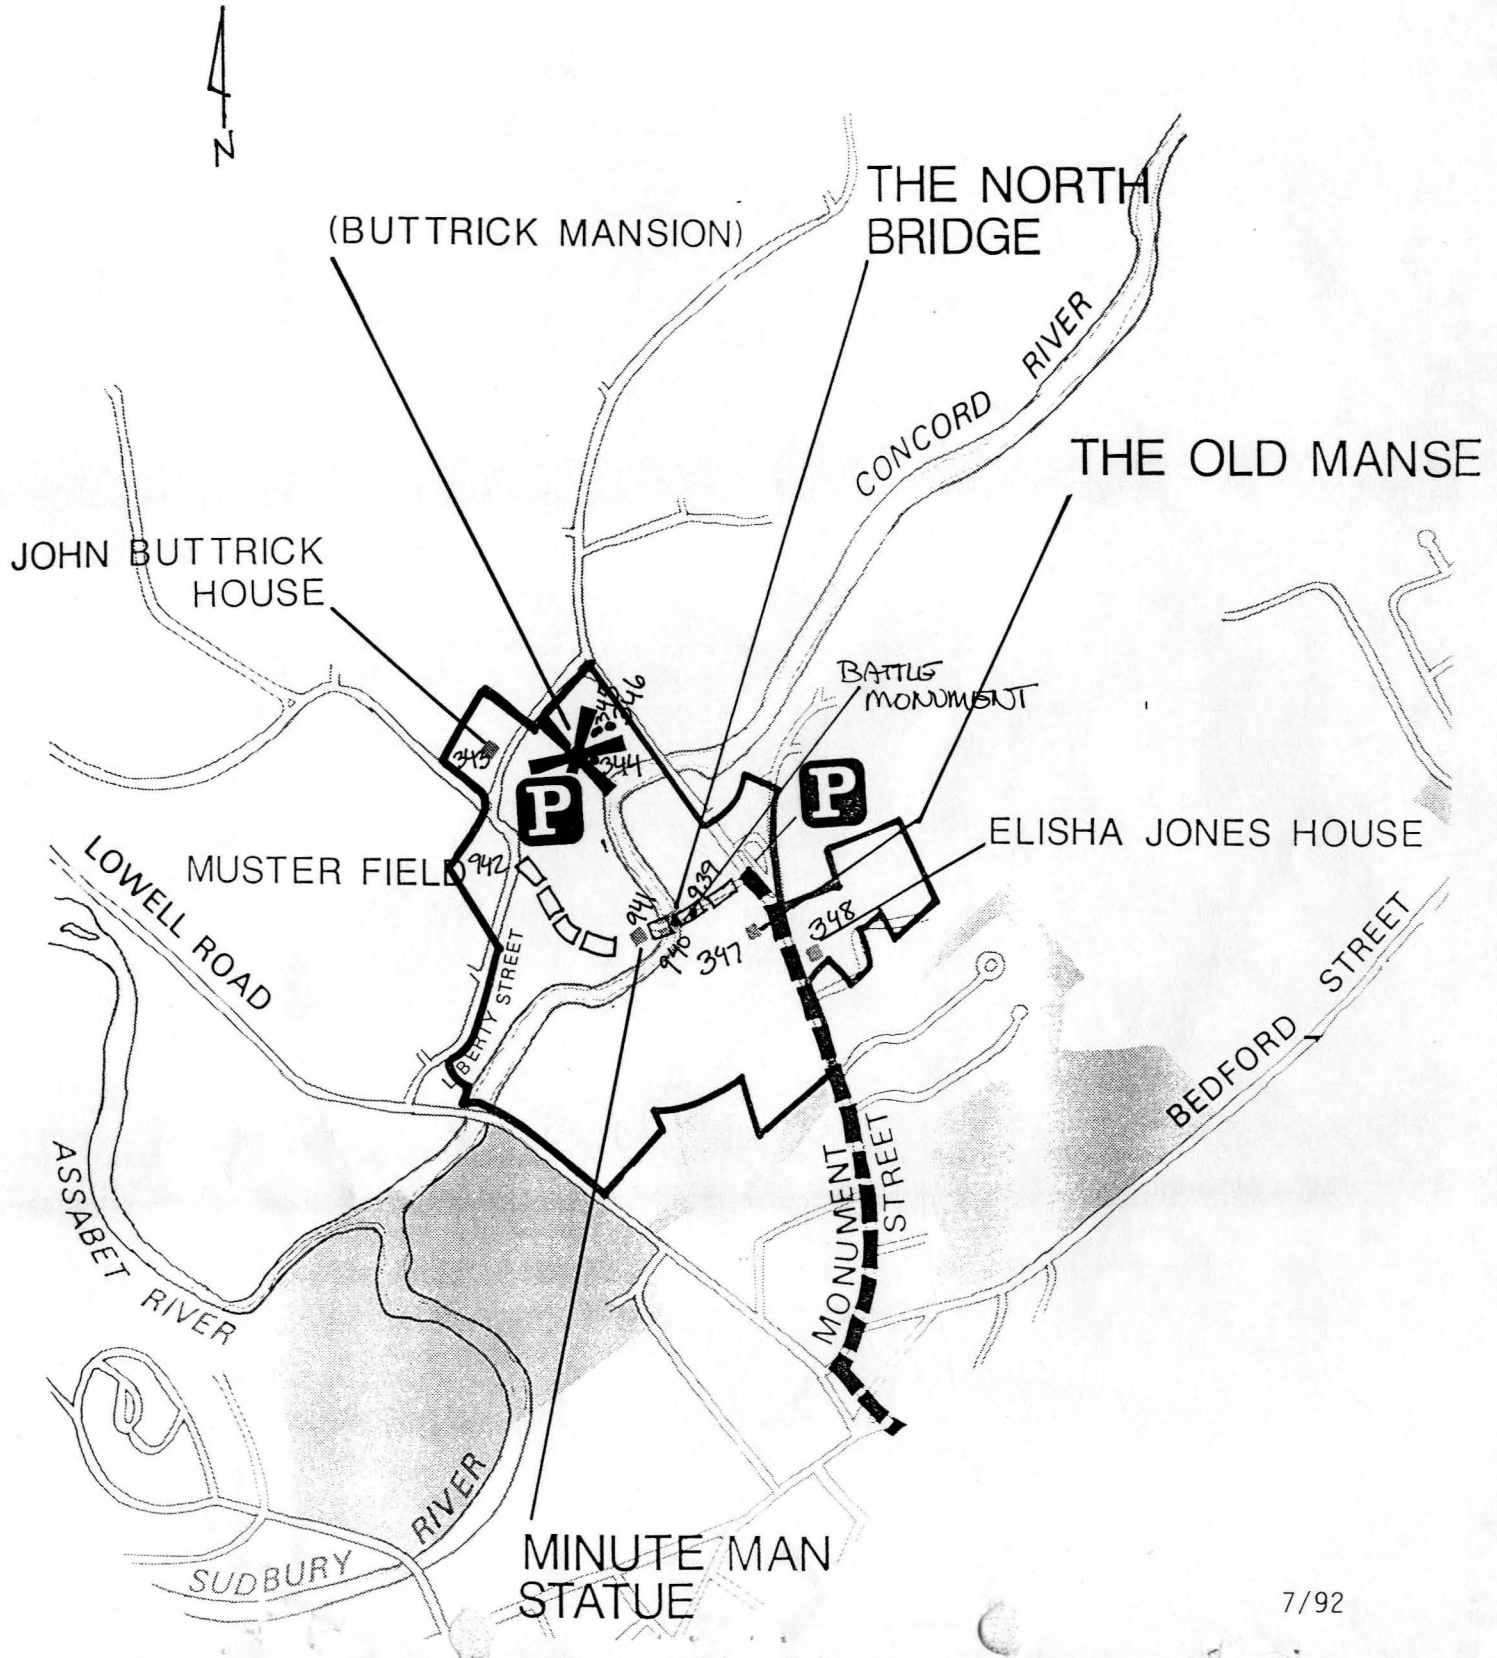 N
THE NORTH
BRIDGE
(BUTTRICK MANSION)
CONCORD RIVER
THE OLD MANSE
JOHN BUTTRICK
HOUSE
BATTLE
MONUMENT
345
346
343
344
P
P
ELISHA JONES HOUSE
MUSTER FIELD
942
939
941
940
347
348
LOWELL ROAD
LIBERTY STREET
BEDFORD STREET
MONUMENT
STREET
ASSABET RIVER
SUDBURY RIVER
MINUTE MAN
STATUE
7/92